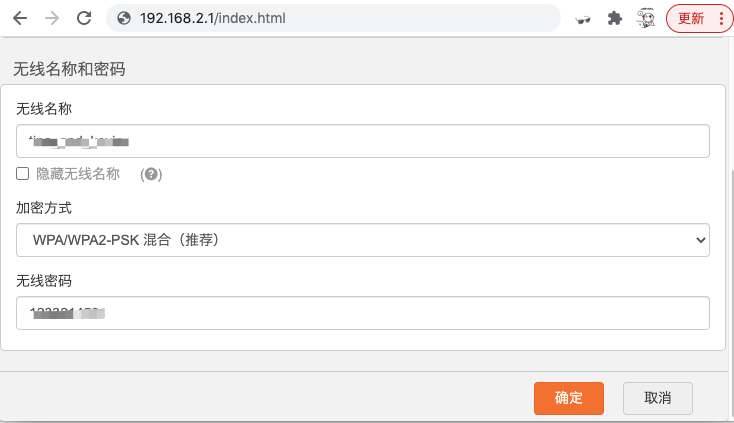 192.168.2.1/index.html
更新
无线名称和密码
无线名称
隐藏无线名称 (?)
加密方式
WPA/WPA2-PSK 混合（推荐）
无线密码
确定 取消